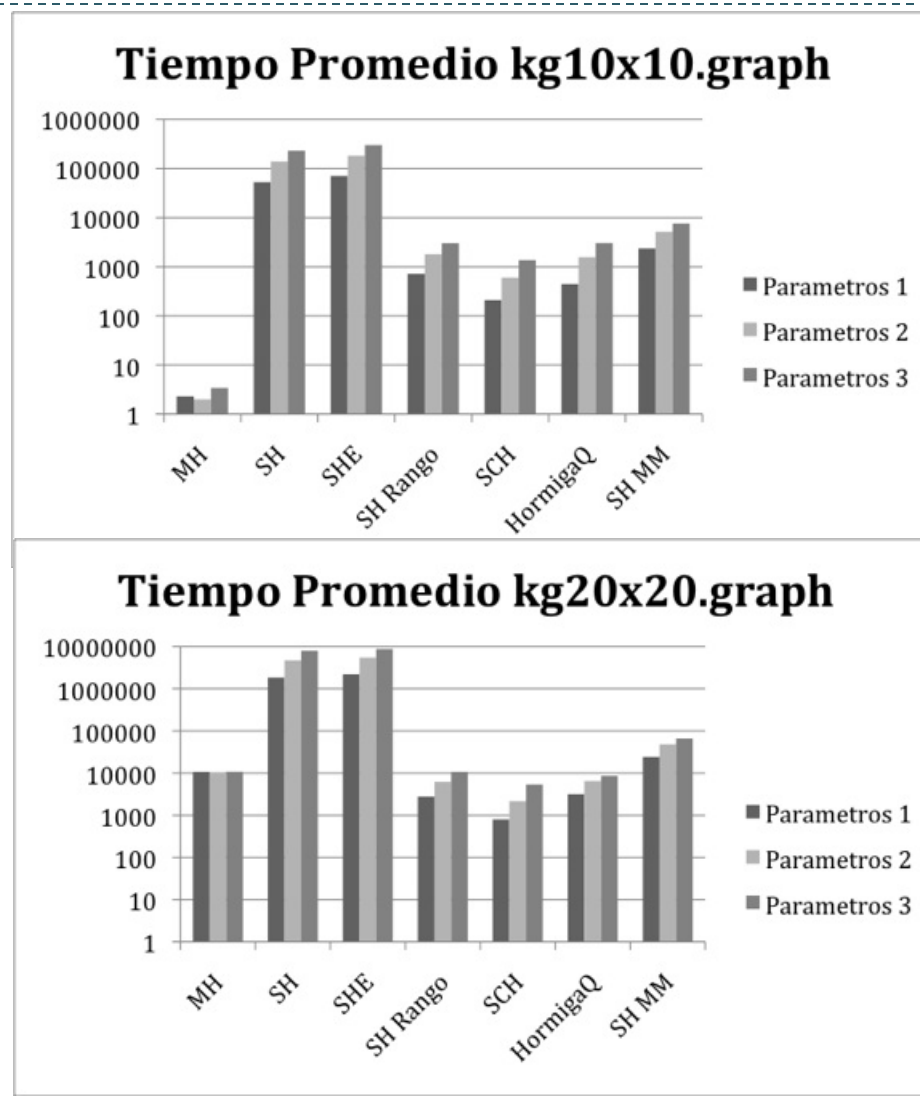 Tiempo Promedio kg10x10.graph
1000000
100000
10000
1000
100
10
1
MH
SH
SHE
SH Rango
SCH
HormigaQ
SH MM
Parametros 1
Parametros 2
Parametros 3
Tiempo Promedio kg20x20.graph
10000000
1000000
100000
10000
1000
100
10
1
MH
SH
SHE
SH Rango
SCH
HormigaQ
SH MM
Parametros 1
Parametros 2
Parametros 3